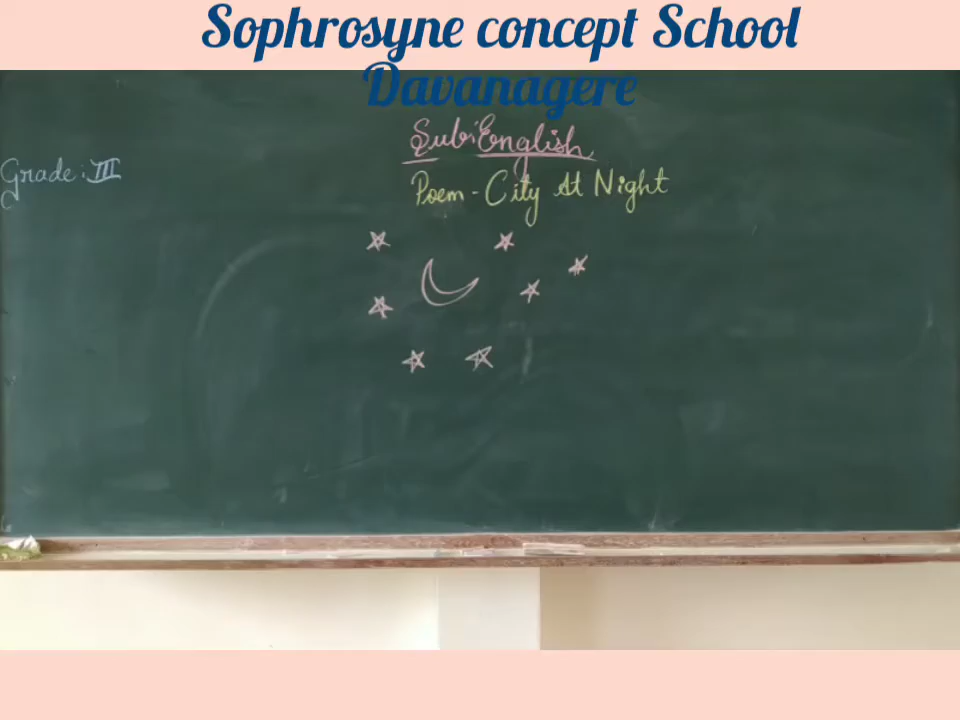 Sophrosyne concept School
Davanagere
Sub: English
Grade: III
Poem - City At Night